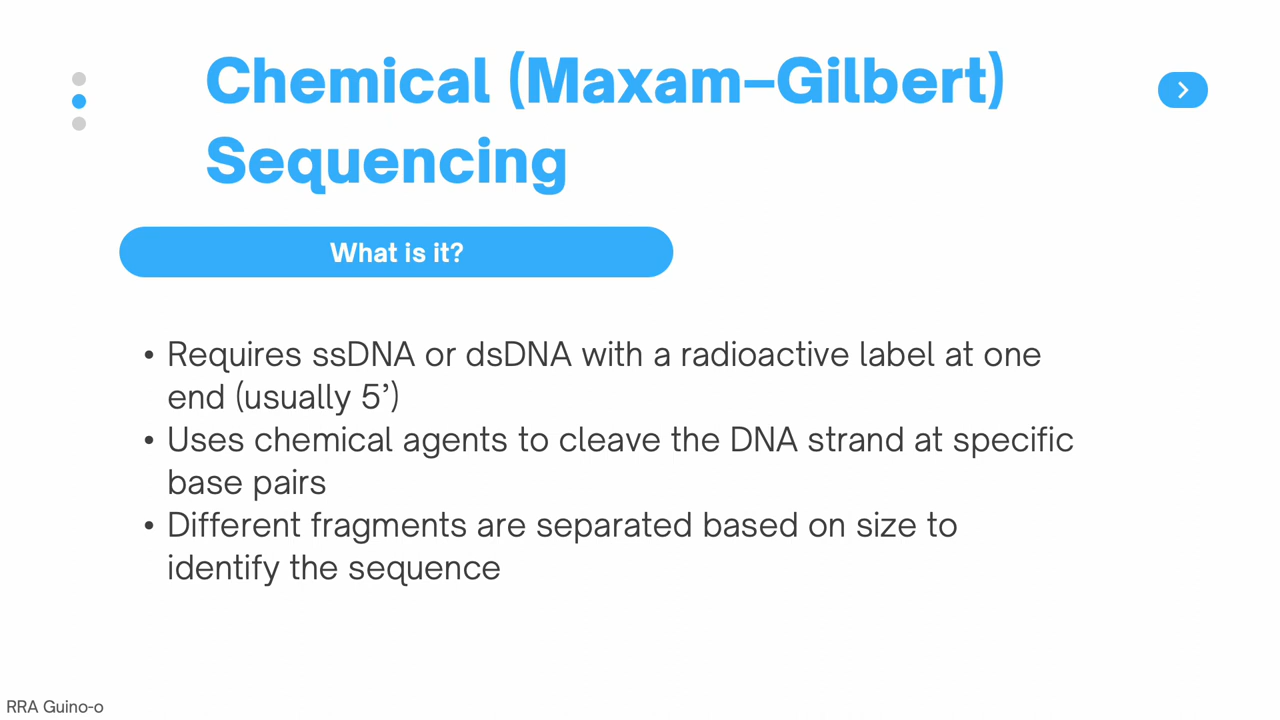 Chemical (Maxam–Gilbert)
Sequencing
What is it?
• Requires ssDNA or dsDNA with a radioactive label at one
end (usually 5’)
• Uses chemical agents to cleave the DNA strand at specific
base pairs
• Different fragments are separated based on size to
identify the sequence
RRA Guino-o